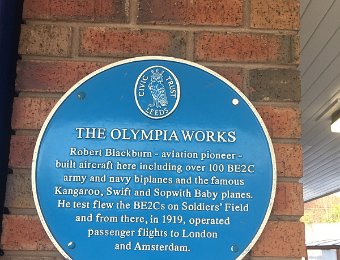 CIVIC TRUST
LEEDS
THE OLYMPIA WORKS
Robert Blackburn - aviation pioneer -
built aircraft here including over 100 BE2C
army and navy biplanes and the famous
Kangaroo, Swift and Sopwith Baby planes.
He test flew the BE2Cs on Soldiers' Field
and from there, in 1919, operated
passenger flights to London
and Amsterdam.